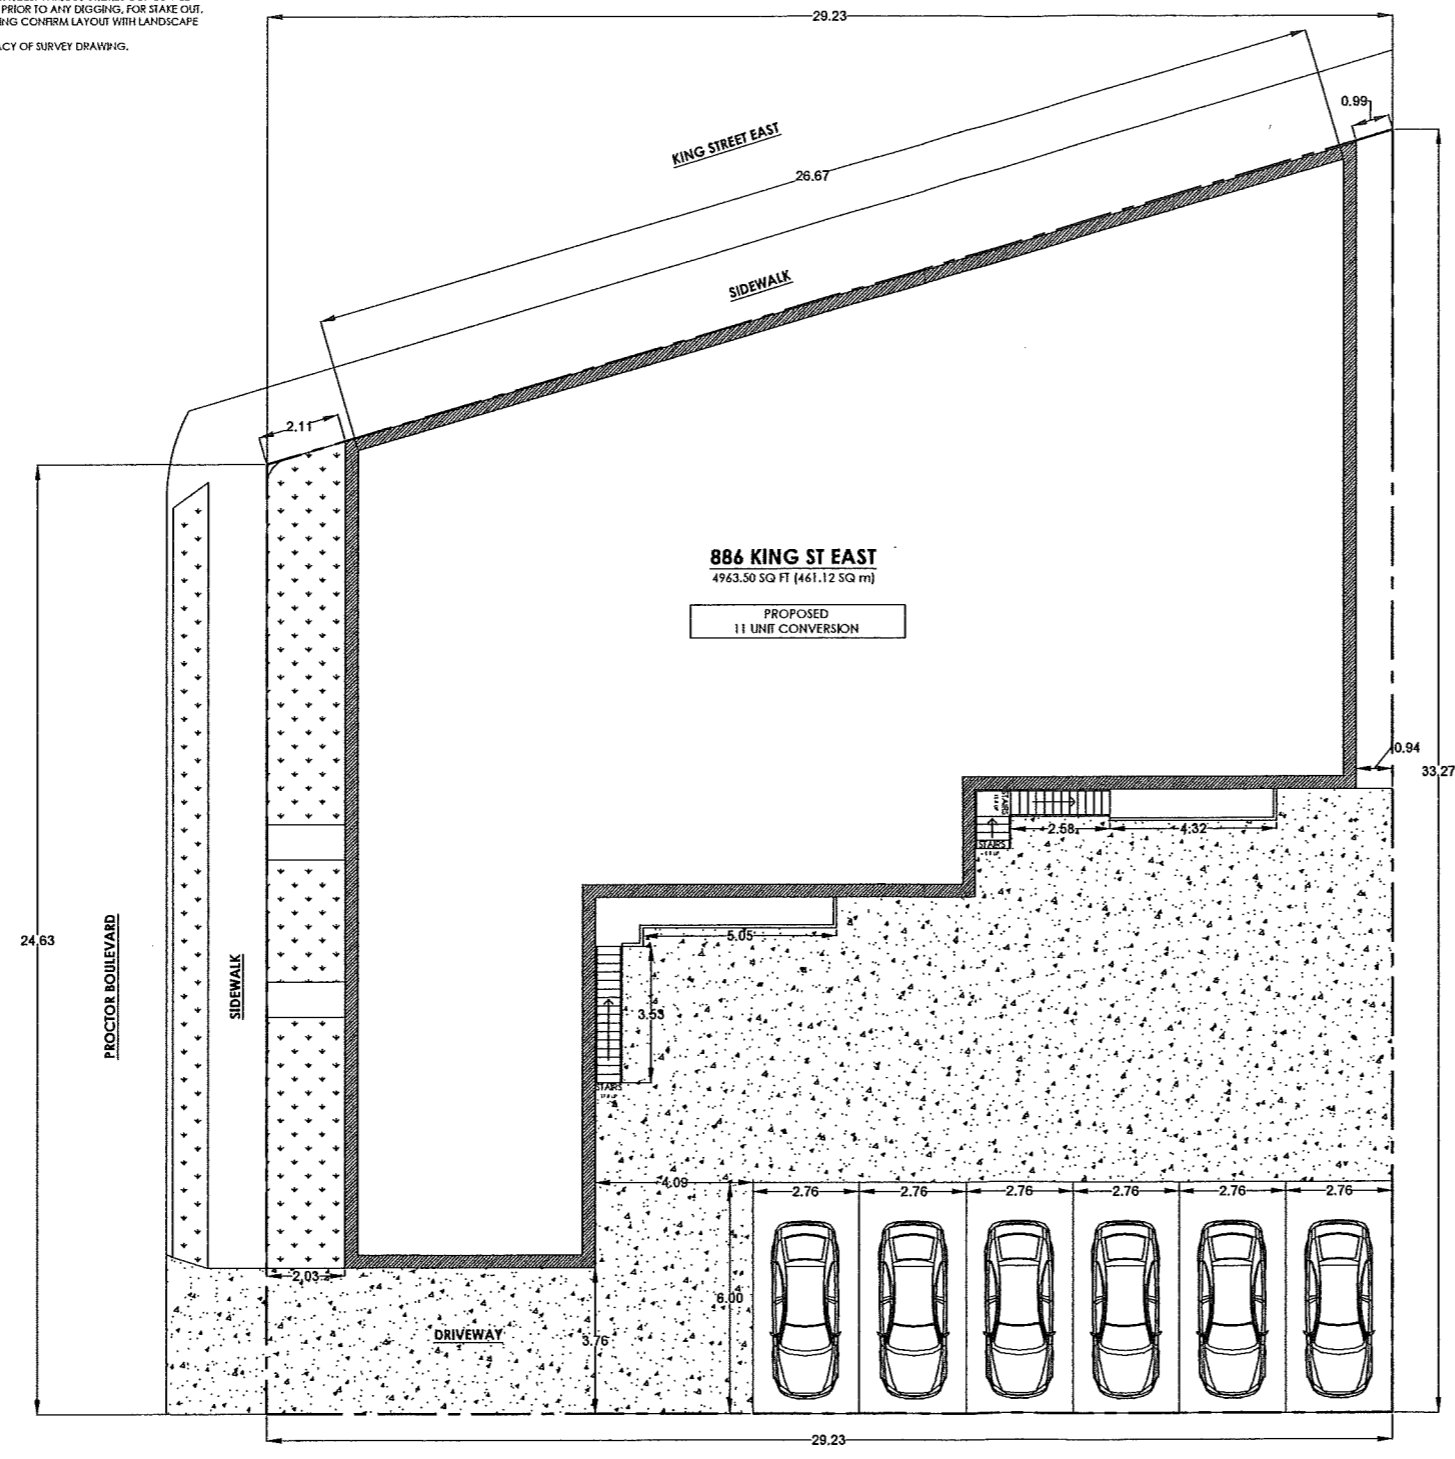 PRIOR TO ANY DIGGING, FOR STAKE OUT.
ING CONFIRM LAYOUT WITH LANDSCAPE
ACY OF SURVEY DRAWING.
29.23
0.99
KING STREET EAST
26.67
SIDEWALK
2.11
886 KING ST EAST
4963.50 SQ FT (461.12 SQ m)
PROPOSED
11 UNIT CONVERSION
0.94
33.27
STAIRS
2.58
4.32
STAIRS
24.63
PROCTOR BOULEVARD
SIDEWALK
5.05
3.53
STAIRS
4.09
2.76
2.76
2.76
2.76
2.76
2.76
2.03
6.00
DRIVEWAY
3.76
29.23